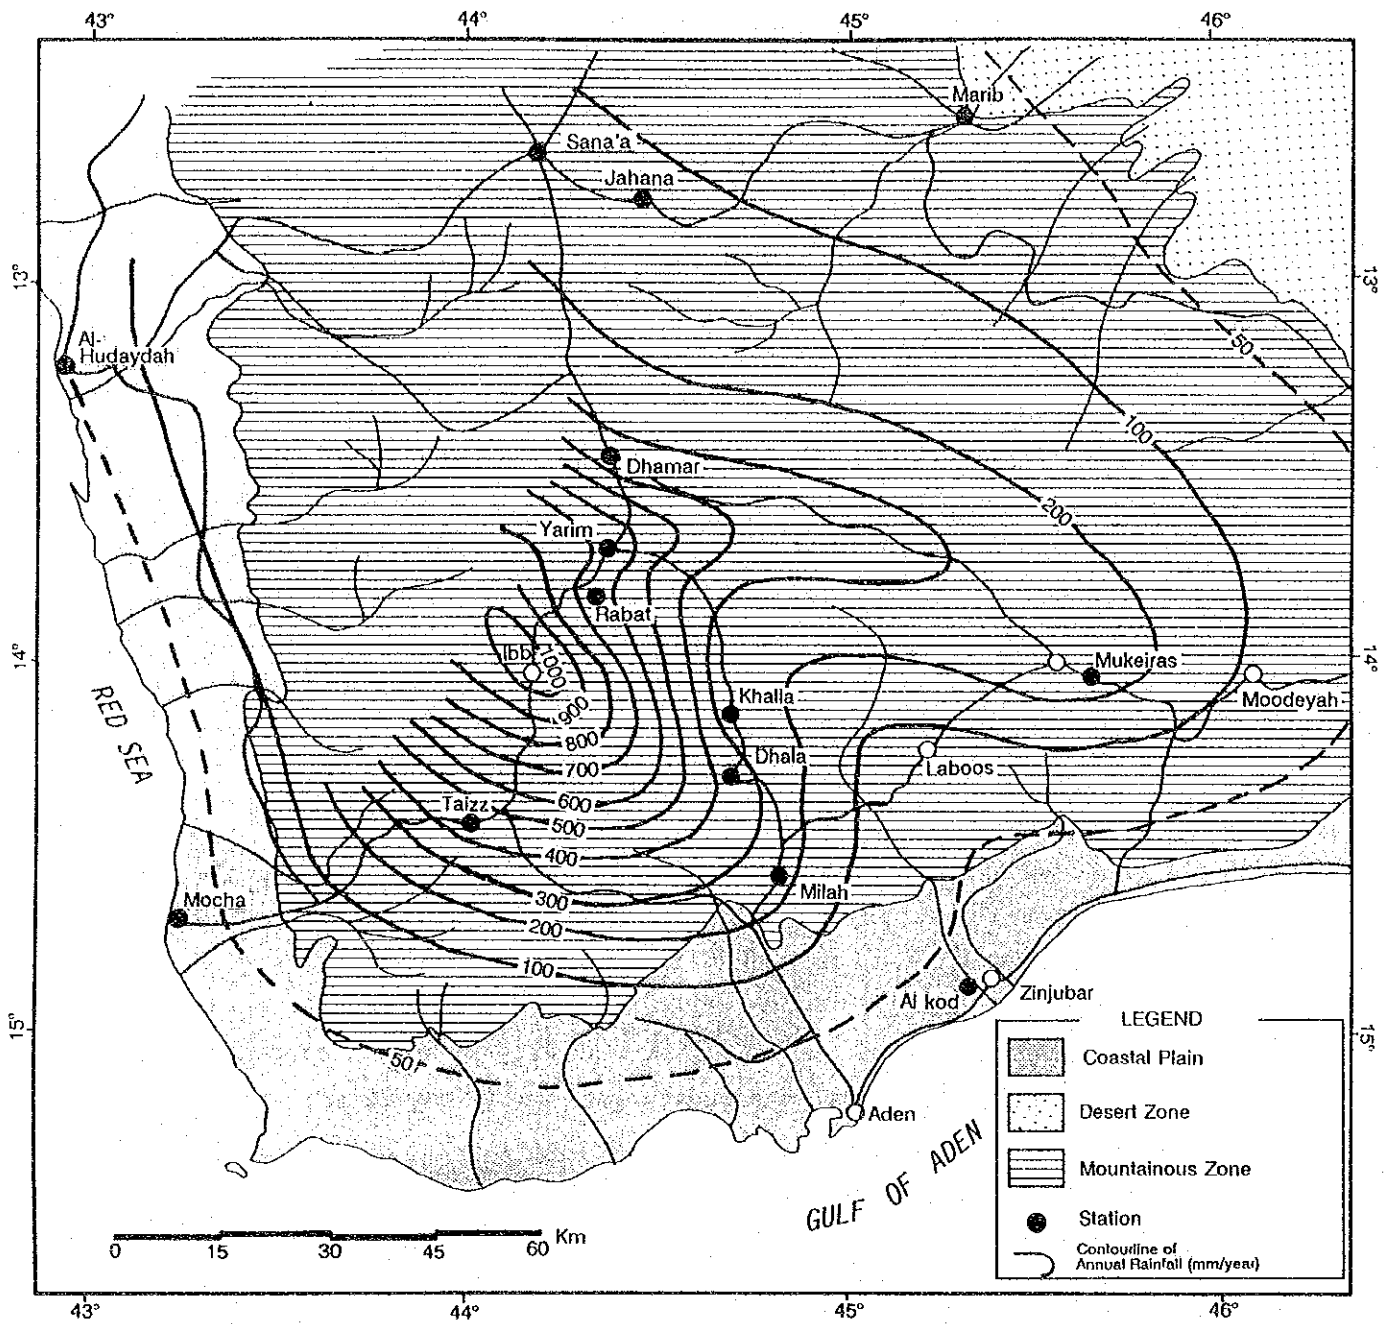 43°
44°
45°
46°
Marib
Sana'a
Jahana
13°
13°
Al-
Hudaydah
50
100
Dhamar
200
Yarim
Rabat
Ibb
1000
14°
14°
Mukeiras
Moodeyah
RED SEA
Khalla
900
800
Dhala
Laboos
700
Taizz
600
500
400
Mocha
300
Milah
200
100
Al kod
Zinjubar
15°
15°
50
Aden
GULF OF ADEN
LEGEND
Coastal Plain
Desert Zone
Mountainous Zone
Station
Contourline of
Annual Rainfall (mm/year)
0 15 30 45 60 Km
43°
44°
45°
46°